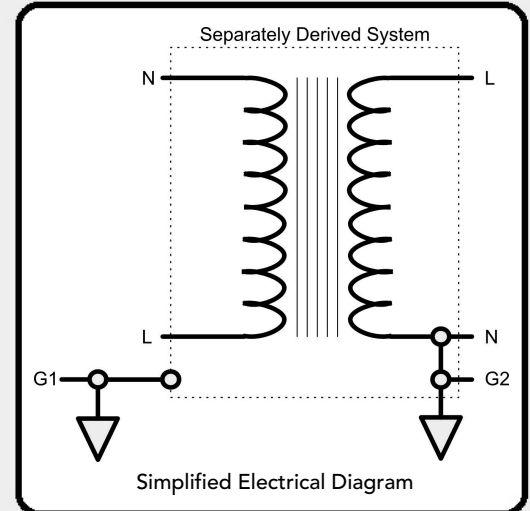 Separately Derived System
N
L
L
N
G1
G2
Simplified Electrical Diagram